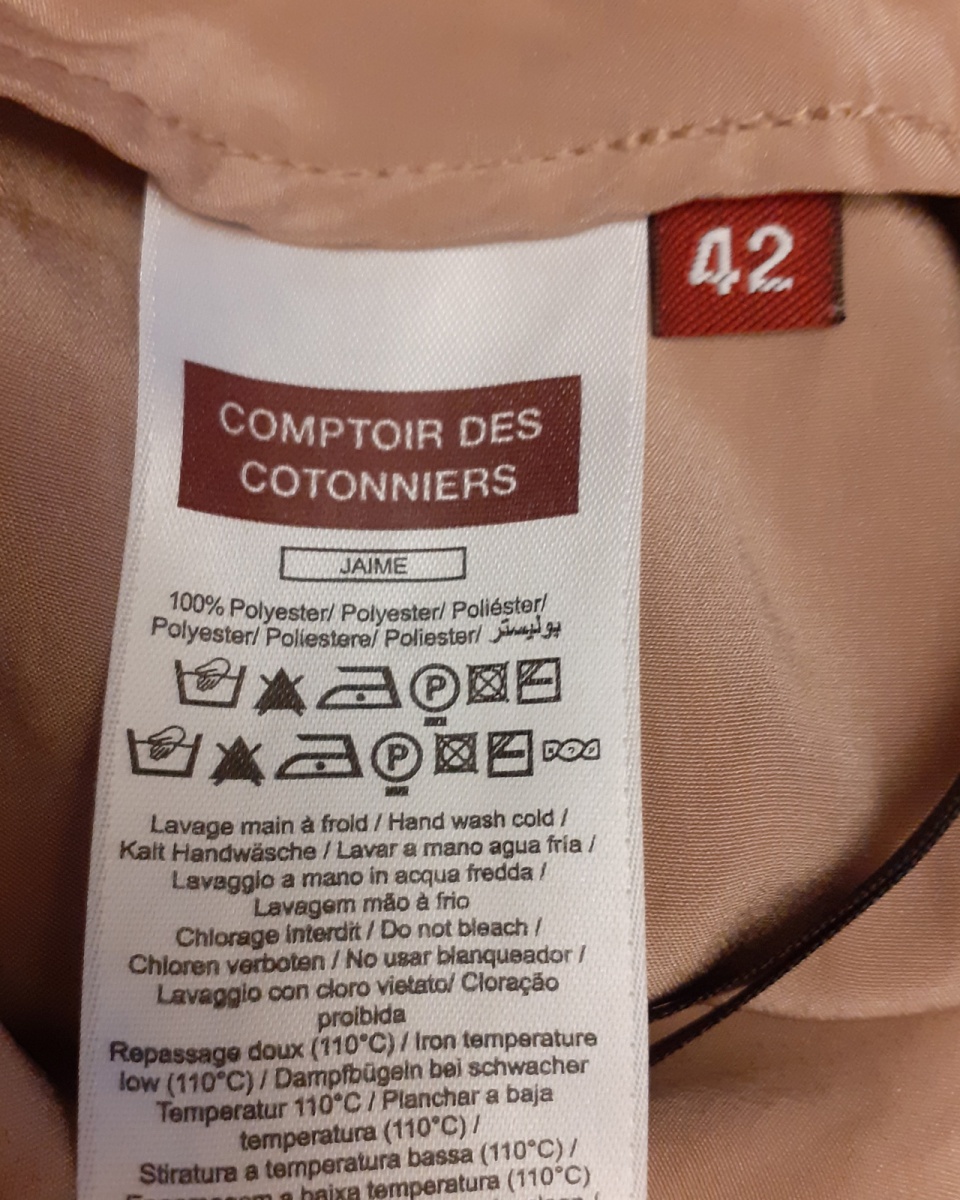 42
COMPTOIR DES
COTONNIERS
JAIME
100% Polyester/ Polyester/ Poliéster/
Polyester/ Poliestere/ Poliester/ بوليستر
P
P
Lavage main à froid / Hand wash cold /
Kalt Handwäsche / Lavar a mano agua fria /
Lavaggio a mano in acqua fredda /
Lavagem mão à frio
Chlorage interdit / Do not bleach /
Chloren verboten / No usar blanqueador /
Lavaggio con cloro vietato/ Cloração
proibida
Repassage doux (110°C) / Iron temperature
low (110°C) / Dampfbügeln bei schwacher
Temperatur 110°C / Planchar a baja
temperatura (110°C) /
Stiratura a temperatura bassa (110°C) /
a baixa temperatura (110°C)